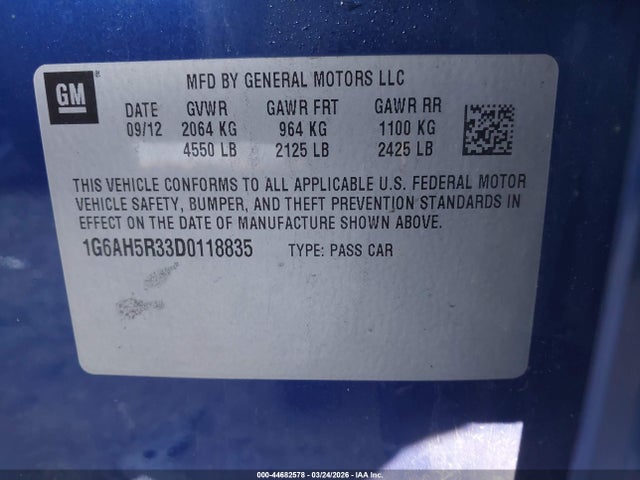 GM ®
MFD BY GENERAL MOTORS LLC
DATE GVWR GAWR FRT GAWR RR
09/12 2064 KG 964 KG 1100 KG
4550 LB 2125 LB 2425 LB
THIS VEHICLE CONFORMS TO ALL APPLICABLE U.S. FEDERAL MOTOR
VEHICLE SAFETY, BUMPER, AND THEFT PREVENTION STANDARDS IN
EFFECT ON THE DATE OF MANUFACTURE SHOWN ABOVE.
1G6AH5R33D0118835 TYPE: PASS CAR
000-44682578 - 03/24/2026 - IAA Inc.